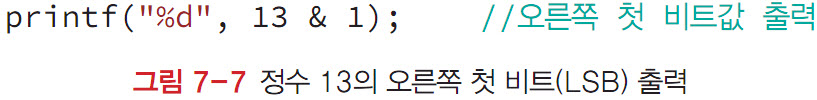 printf("%d", 13 & 1); //오른쪽 첫 비트값 출력
그림 7-7 정수 13의 오른쪽 첫 비트(LSB) 출력